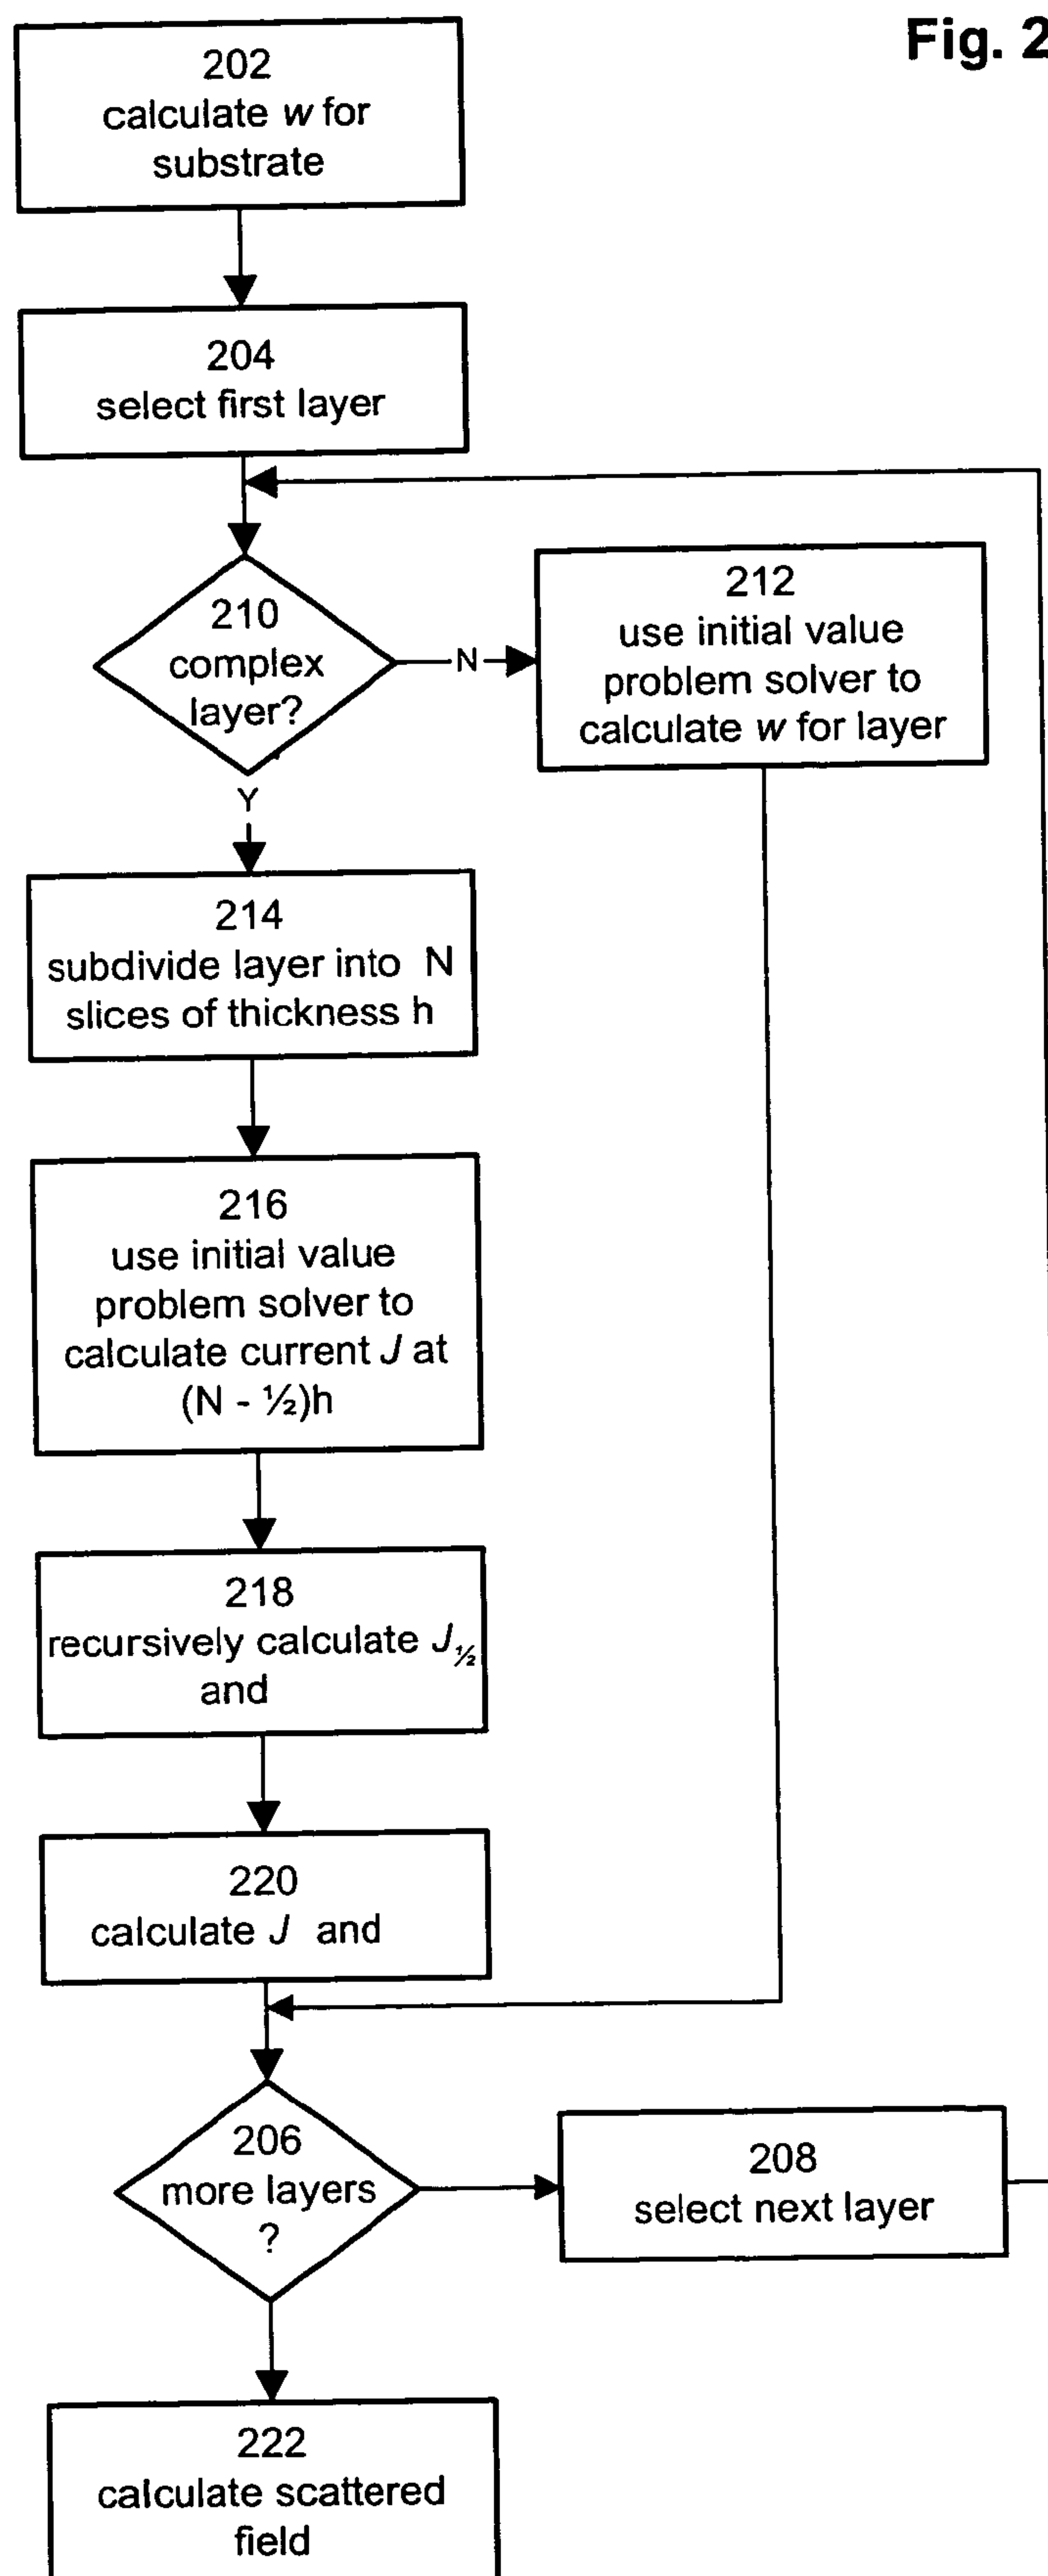 Fig. 2
202
calculate w for
substrate
204
select first layer
210
complex
layer?
N
212
use initial value
problem solver to
calculate w for layer
Y
214
subdivide layer into N
slices of thickness h
216
use initial value
problem solver to
calculate current J at
(N - ½)h
218
recursively calculate J½
and
220
calculate J and
206
more layers
?
208
select next layer
222
calculate scattered
field